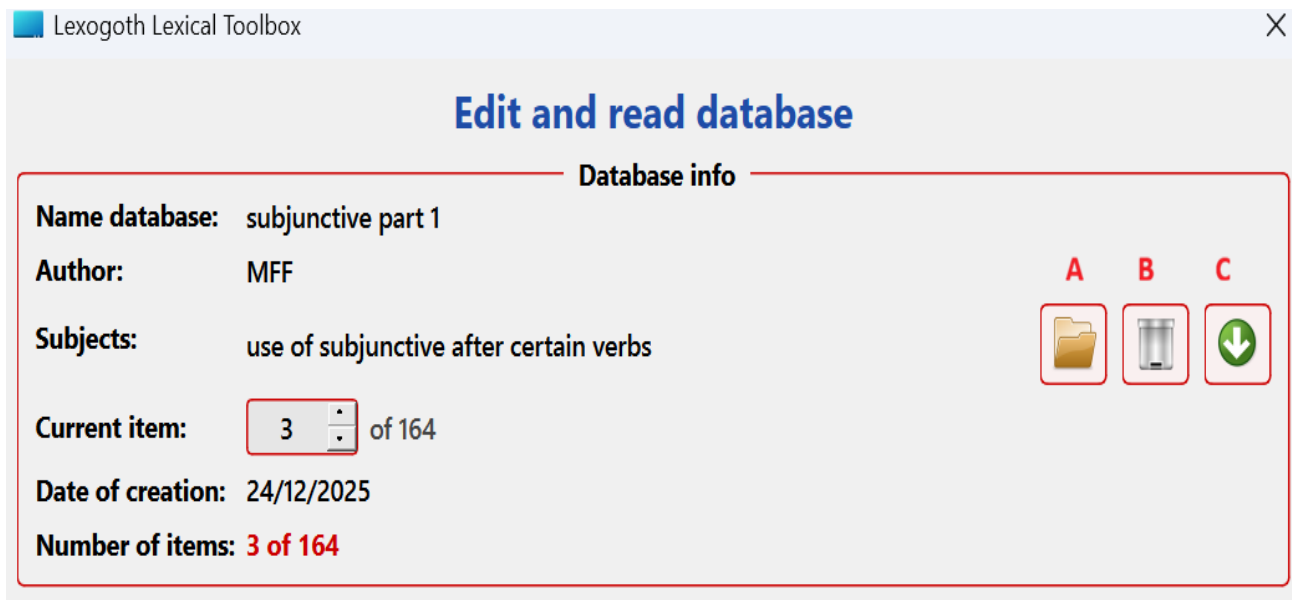 Lexogoth Lexical Toolbox
Edit and read database
Database info
Name database: subjunctive part 1
Author: MFF
A B C
Subjects: use of subjunctive after certain verbs
Current item: 3 of 164
Date of creation: 24/12/2025
Number of items: 3 of 164